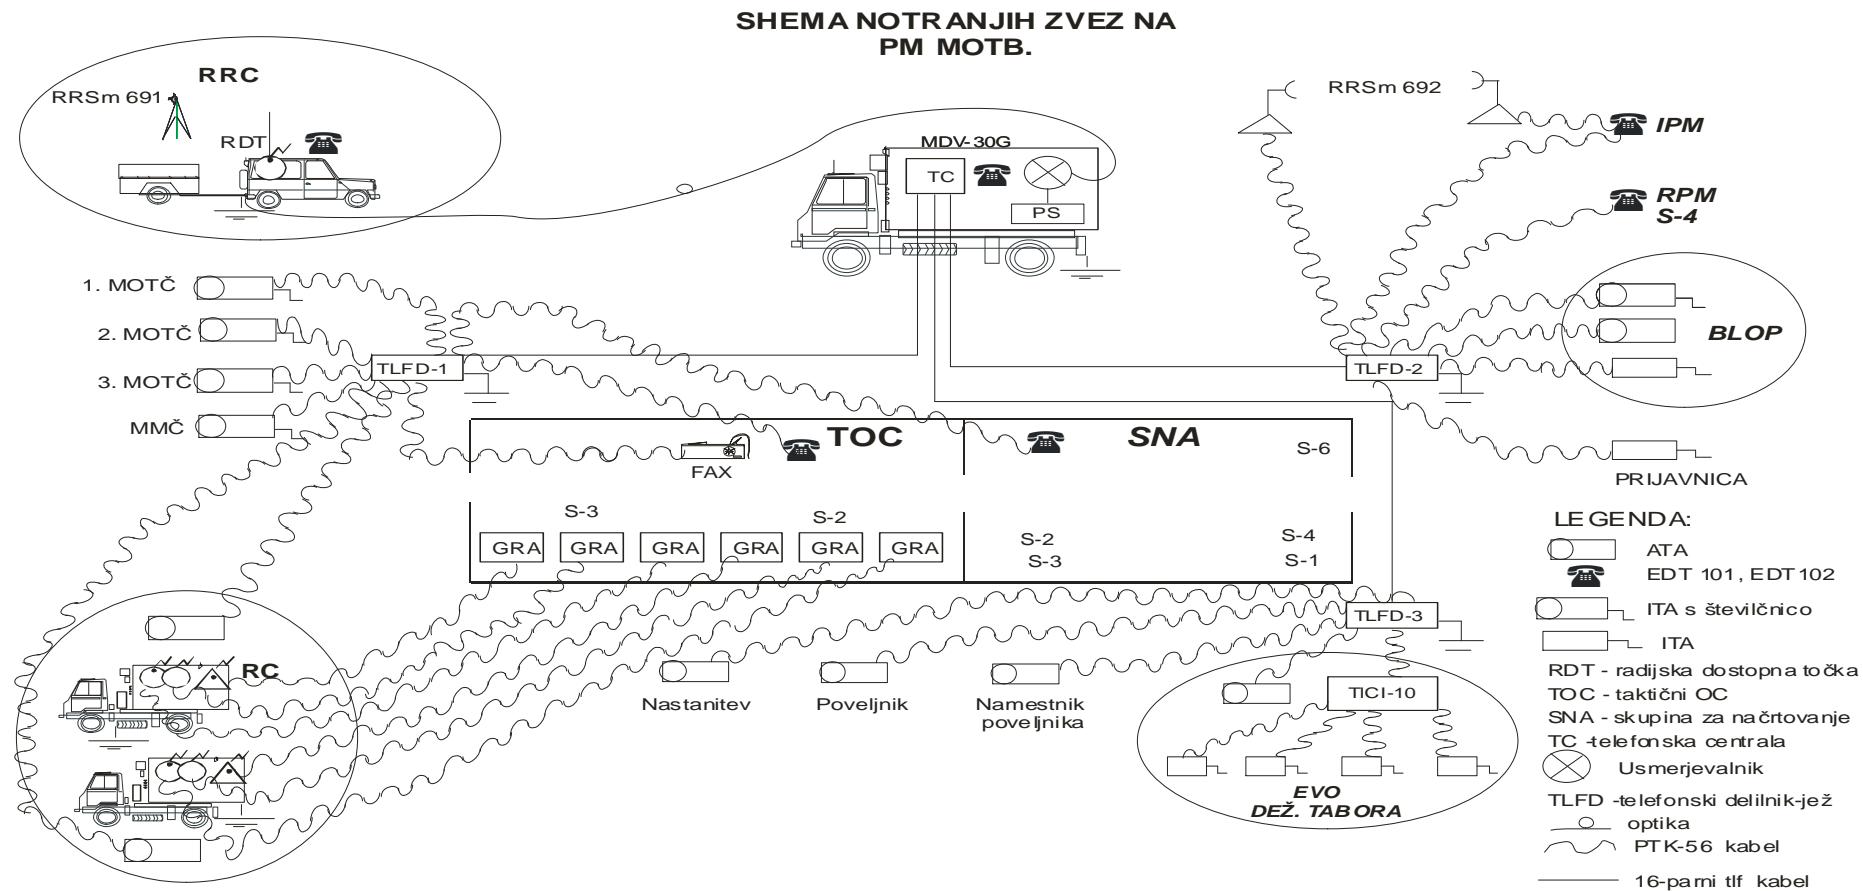 SHEMA NOTRANJIH ZVEZ NA
PM MOTB.
RRC
RRSm 691
RDT
MDV-30G
TC
PS
RRSm 692
IPM
RPM
S-4
1. MOTČ
2. MOTČ
3. MOTČ
MMČ
TLFD-1
TLFD-2
BLOP
TOC
SNA
FAX
S-6
PRIJAVNICA
S-3
S-2
GRA
GRA
GRA
GRA
GRA
GRA
S-2
S-3
S-4
S-1
TLFD-3
RC
Nastanitev
Poveljnik
Namestnik
poveljnika
TICI-10
EVO
DEŽ. TABORA
LEGENDA:
ATA
EDT 101, EDT102
ITA s številčnico
ITA
RDT - radijska dostopna točka
TOC - taktični OC
SNA - skupina za načrtovanje
TC -telefonska centrala
Usmerjevalnik
TLFD -telefonski delilnik-jež
optika
PTK-56 kabel
16-parni tlf kabel